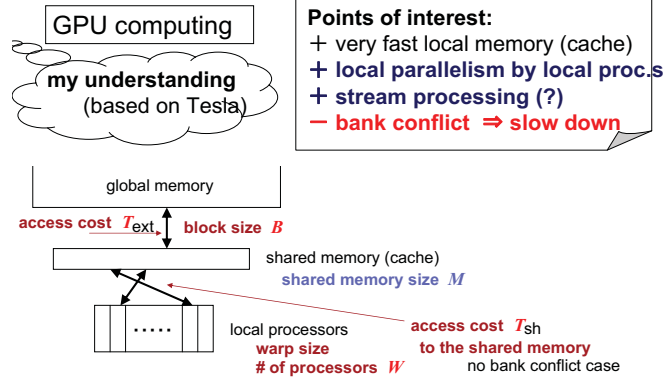 GPU computing
my understanding
(based on Tesla)
Points of interest:
+ very fast local memory (cache)
+ local parallelism by local proc.s
+ stream processing (?)
− bank conflict ⇒ slow down
global memory
access cost T_ext
block size B
shared memory (cache)
shared memory size M
.....
local processors
warp size
# of processors W
access cost T_sh
to the shared memory
no bank conflict case